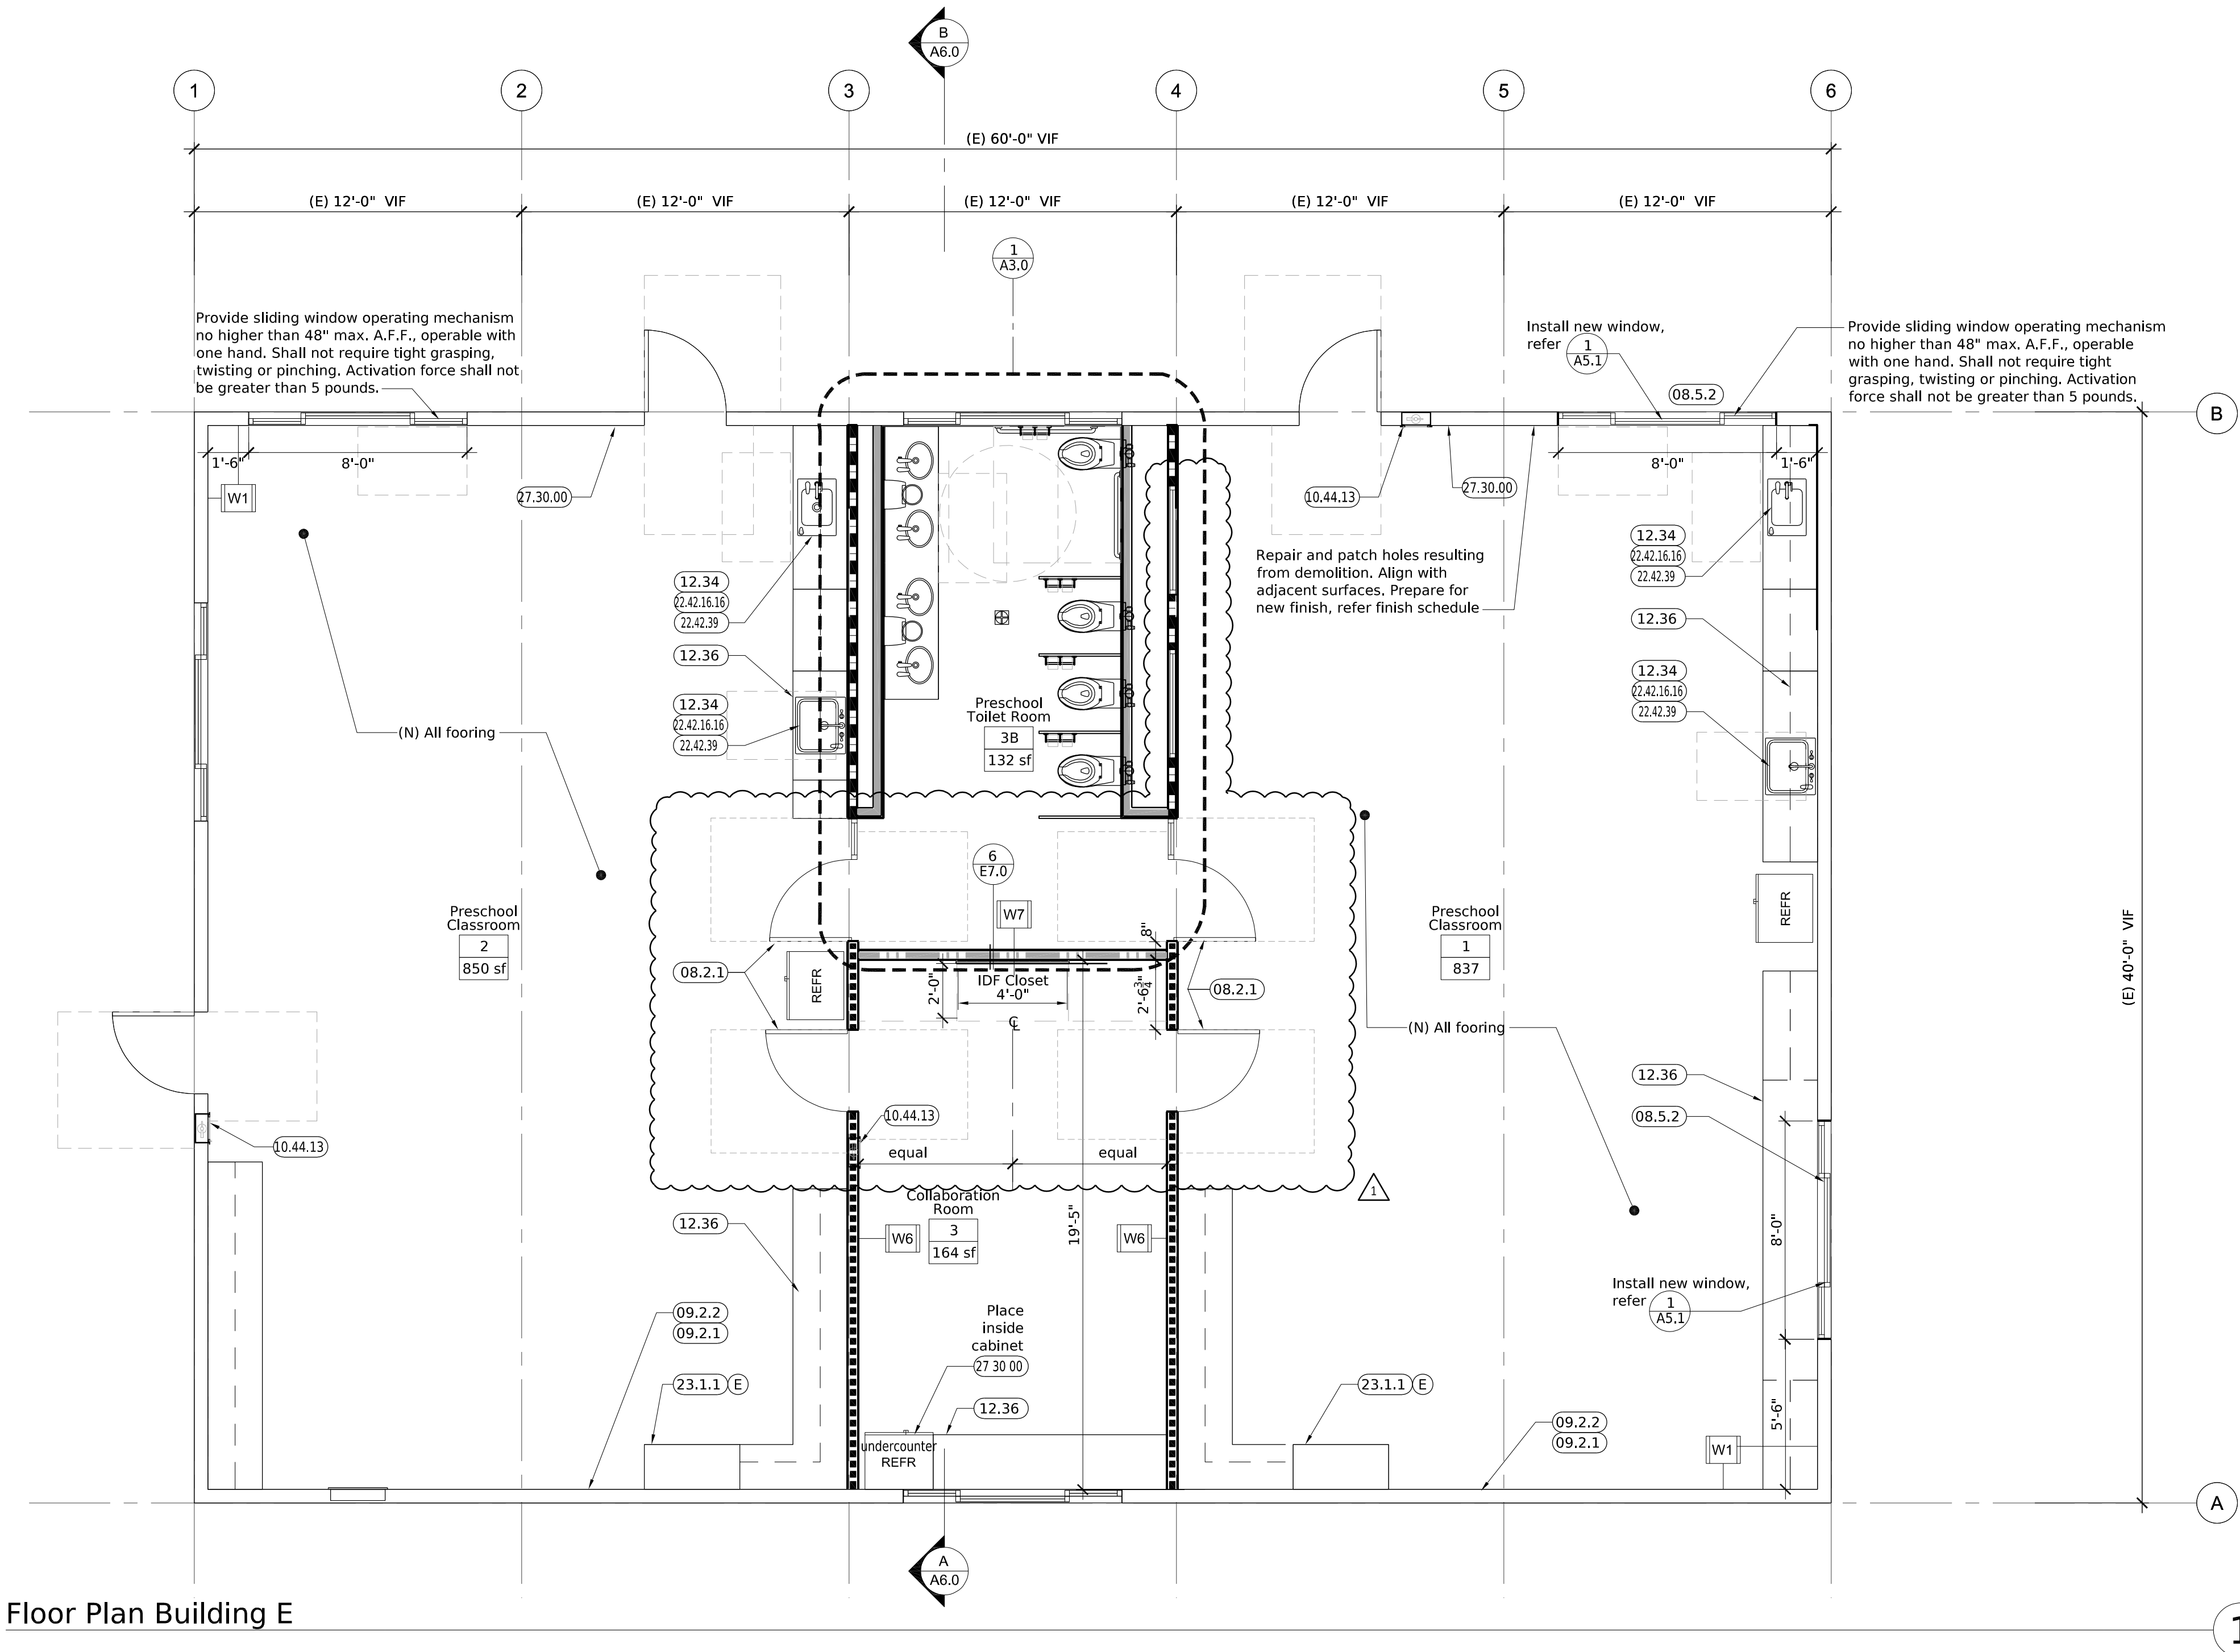 B
A6.0
1
2
3
4
5
6
(E) 60'-0" VIF
(E) 12'-0" VIF
(E) 12'-0" VIF
(E) 12'-0" VIF
(E) 12'-0" VIF
(E) 12'-0" VIF
1
A3.0
Provide sliding window operating mechanism
no higher than 48" max. A.F.F., operable with
one hand. Shall not require tight grasping,
twisting or pinching. Activation force shall not
be greater than 5 pounds.
Install new window,
refer
1
A5.1
08.5.2
Provide sliding window operating mechanism
no higher than 48" max. A.F.F., operable
with one hand. Shall not require tight
grasping, twisting or pinching. Activation
force shall not be greater than 5 pounds.
B
1'-6"
8'-0"
8'-0"
1'-6"
W1
27.30.00
10.44.13
27.30.00
12.34
22.42.16.16
22.42.39
12.36
12.34
22.42.16.16
22.42.39
Repair and patch holes resulting
from demolition. Align with
adjacent surfaces. Prepare for
new finish, refer finish schedule
12.34
22.42.16.16
22.42.39
12.36
12.34
22.42.16.16
22.42.39
(N) All fooring
Preschool
Toilet Room
3B
132 sf
6
E7.0
W7
8"
Preschool
Classroom
2
850 sf
Preschool
Classroom
1
837
REFR
(E) 40'-0" VIF
08.2.1
REFR
2'-0"
IDF Closet
4'-0"
2'-6 3/4"
08.2.1
℄
(N) All fooring
10.44.13
10.44.13
equal
equal
12.36
08.5.2
1
Collaboration
Room
3
164 sf
W6
W6
19'-5"
12.36
8'-0"
Install new window,
refer
1
A5.1
Place
inside
cabinet
27 30 00
09.2.2
09.2.1
23.1.1
E
12.36
23.1.1
E
09.2.2
09.2.1
5'-6"
W1
undercounter
REFR
A
A
A6.0
Floor Plan Building E